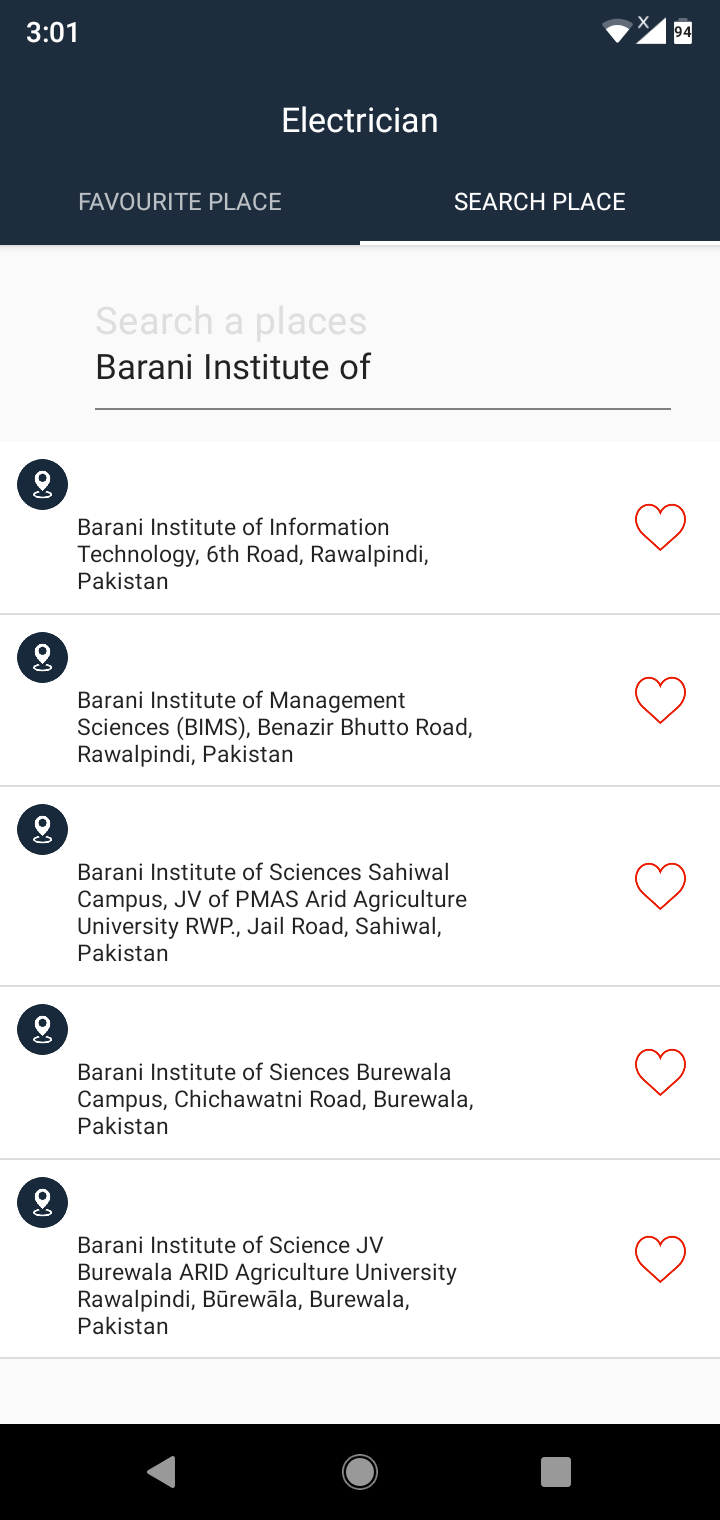 3:01
94
Electrician
FAVOURITE PLACE
SEARCH PLACE
Search a places
Barani Institute of
Barani Institute of Information
Technology, 6th Road, Rawalpindi,
Pakistan
Barani Institute of Management
Sciences (BIMS), Benazir Bhutto Road,
Rawalpindi, Pakistan
Barani Institute of Sciences Sahiwal
Campus, JV of PMAS Arid Agriculture
University RWP., Jail Road, Sahiwal,
Pakistan
Barani Institute of Siences Burewala
Campus, Chichawatni Road, Burewala,
Pakistan
Barani Institute of Science JV
Burewala ARID Agriculture University
Rawalpindi, Būrewāla, Burewala,
Pakistan